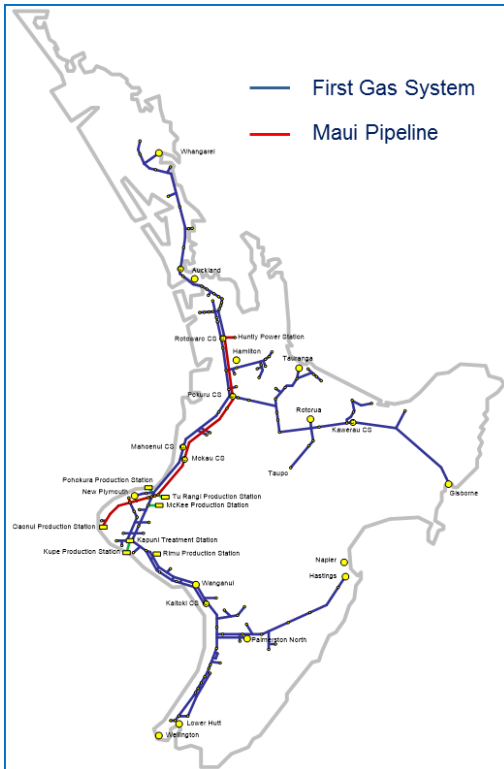 First Gas System
Maui Pipeline
Whangarei
Auckland
Rotowaro CS
Huntly Power Station
Hamilton
Tauranga
Pokuru CS
Rotorua
Kawerau CS
Mahoenui CS
Mokau CS
Taupo
Pohokura Production Station
New Plymouth
Tu Rangi Production Station
McKee Production Station
Gisborne
Oaonui Production Station
Kapuni Treatment Station
Kupe Production Station
Rimu Production Station
Napier
Hastings
Wanganui
Kaitoki CS
Palmerston North
Lower Hutt
Wellington